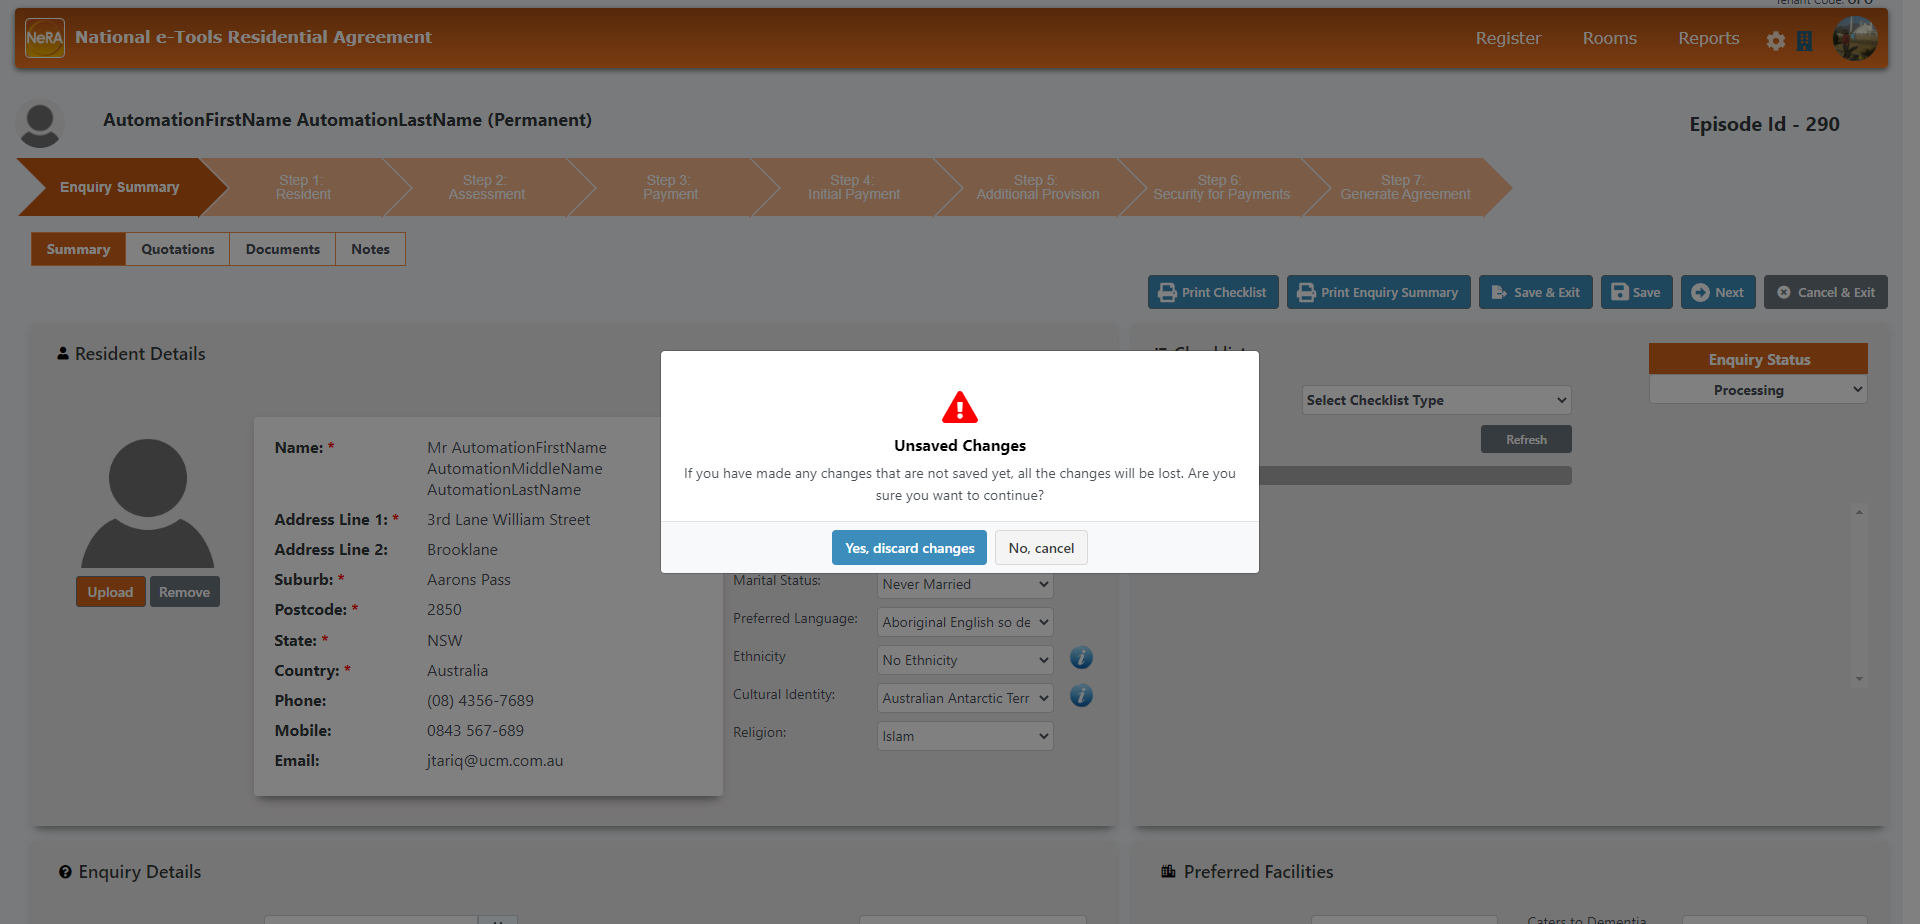 NeRA
National e-Tools Residential Agreement
Register
Rooms
Reports
AutomationFirstName AutomationLastName (Permanent)
Episode Id - 290
Enquiry Summary
Step 1:
Resident
Step 2:
Assessment
Step 3:
Payment
Step 4:
Initial Payment
Step 5:
Additional Provision
Step 6:
Security for Payments
Step 7:
Generate Agreement
Summary
Quotations
Documents
Notes
Print Checklist
Print Enquiry Summary
Save & Exit
Save
Next
Cancel & Exit
Resident Details
Enquiry Status
Processing
Select Checklist Type
Refresh
Unsaved Changes
If you have made any changes that are not saved yet, all the changes will be lost. Are you
sure you want to continue?
Yes, discard changes
No, cancel
Name: *
Mr AutomationFirstName
AutomationMiddleName
AutomationLastName
Address Line 1: *
3rd Lane William Street
Address Line 2:
Brooklane
Suburb: *
Aarons Pass
Postcode: *
2850
State: *
NSW
Country: *
Australia
Phone:
(08) 4356-7689
Mobile:
0843 567-689
Email:
jtariq@ucm.com.au
Upload
Remove
Marital Status:
Never Married
Preferred Language:
Aboriginal English so de
Ethnicity
No Ethnicity
Cultural Identity:
Australian Antarctic Terr
Religion:
Islam
Enquiry Details
Preferred Facilities
Caters to Dementia